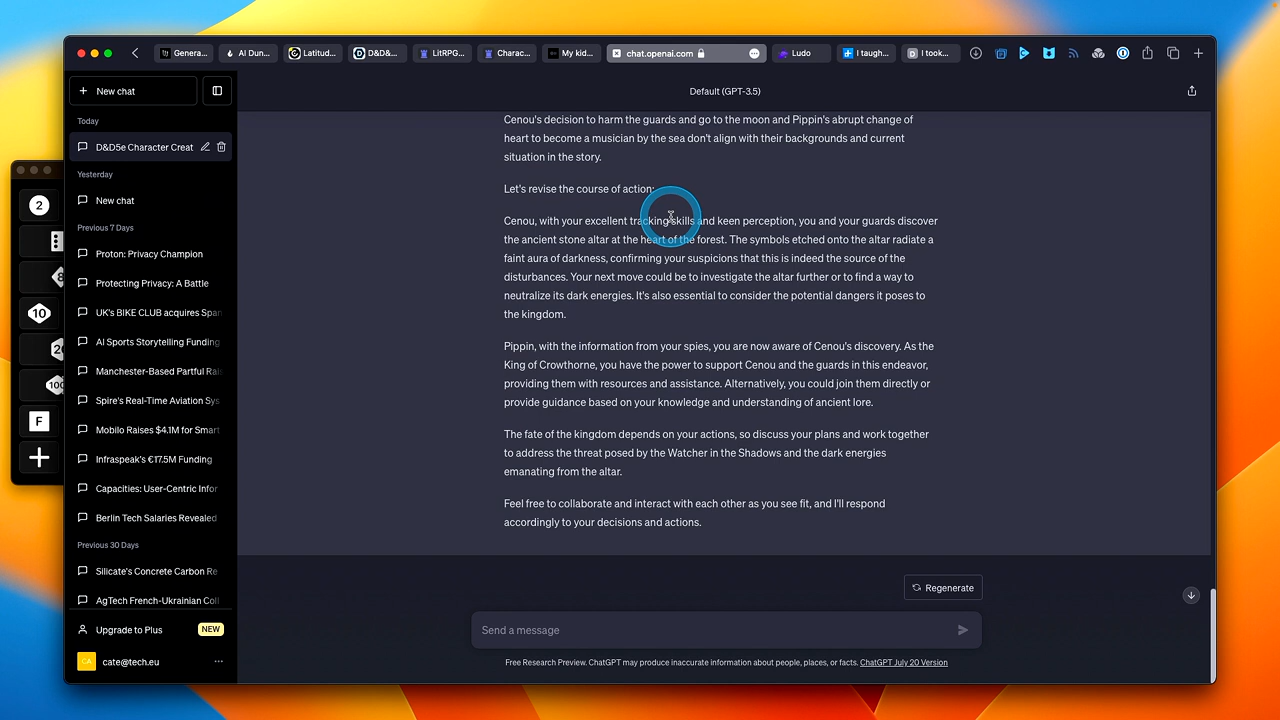 Genera...
AI Dun...
Latitud...
D&D&...
LitRPG...
Charac...
My kid...
chat.openai.com
Ludo
I taugh...
I took...
New chat
Default (GPT-3.5)
Today
D&D5e Character Creat
Yesterday
New chat
Previous 7 Days
Proton: Privacy Champion
Protecting Privacy: A Battle
UK's BIKE CLUB acquires Span
AI Sports Storytelling Funding
Manchester-Based Partful Rai
Spire's Real-Time Aviation Sys
Mobilo Raises $4.1M for Smart
Infraspeak's €17.5M Funding
Capacities: User-Centric Infor
Berlin Tech Salaries Revealed
Previous 30 Days
Silicate's Concrete Carbon Re
AgTech French-Ukrainian Coll
Upgrade to Plus NEW
CA cate@tech.eu
2
8
10
20
100
F
Cenou's decision to harm the guards and go to the moon and Pippin's abrupt change of
heart to become a musician by the sea don't align with their backgrounds and current
situation in the story.
Let's revise the course of action:
Cenou, with your excellent tracking skills and keen perception, you and your guards discover
the ancient stone altar at the heart of the forest. The symbols etched onto the altar radiate a
faint aura of darkness, confirming your suspicions that this is indeed the source of the
disturbances. Your next move could be to investigate the altar further or to find a way to
neutralize its dark energies. It's also essential to consider the potential dangers it poses to
the kingdom.
Pippin, with the information from your spies, you are now aware of Cenou's discovery. As the
King of Crowthorne, you have the power to support Cenou and the guards in this endeavor,
providing them with resources and assistance. Alternatively, you could join them directly or
provide guidance based on your knowledge and understanding of ancient lore.
The fate of the kingdom depends on your actions, so discuss your plans and work together
to address the threat posed by the Watcher in the Shadows and the dark energies
emanating from the altar.
Feel free to collaborate and interact with each other as you see fit, and I'll respond
accordingly to your decisions and actions.
Regenerate
Send a message
Free Research Preview. ChatGPT may produce inaccurate information about people, places, or facts. ChatGPT July 20 Version